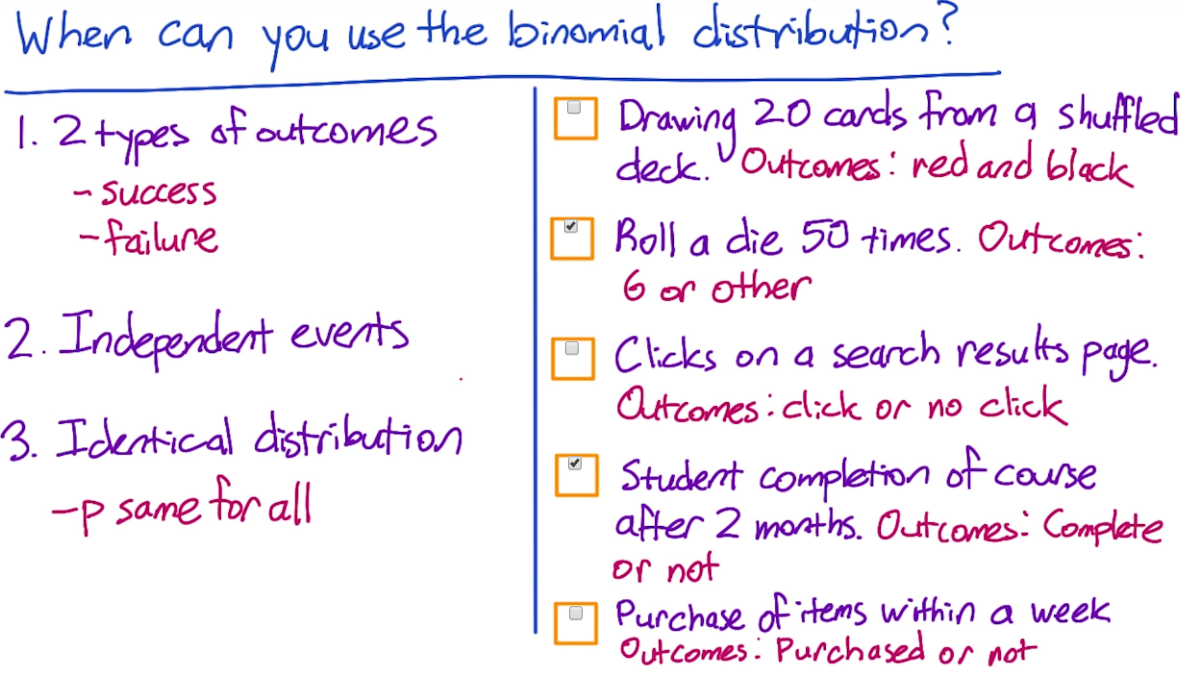 When can you use the binomial distribution?
1. 2 types of outcomes
- success
- failure
2. Independent events
3. Identical distribution
- p same for all
Drawing 20 cards from a shuffled
deck. Outcomes: red and black
Roll a die 50 times. Outcomes:
6 or other
Clicks on a search results page.
Outcomes: click or no click
Student completion of course
after 2 months. Outcomes: Complete
or not
Purchase of items within a week
Outcomes: Purchased or not